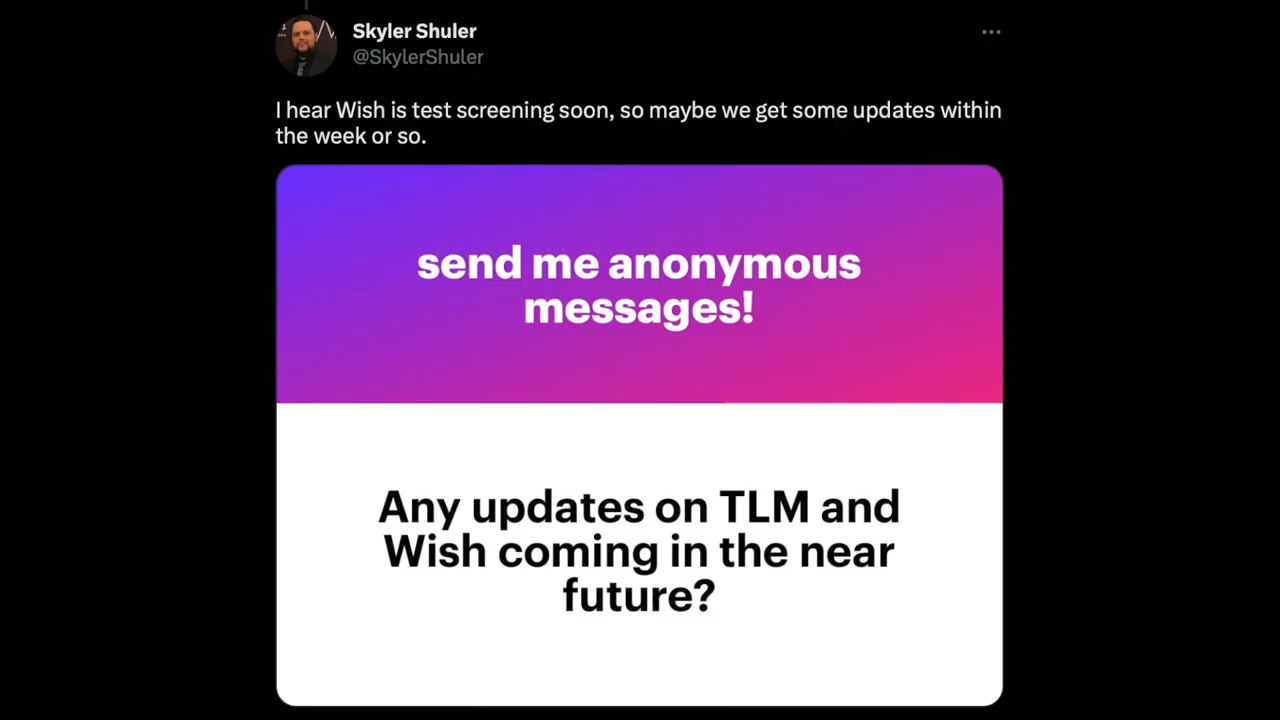 Skyler Shuler
@SkylerShuler
I hear Wish is test screening soon, so maybe we get some updates within
the week or so.
send me anonymous
messages!
Any updates on TLM and
Wish coming in the near
future?